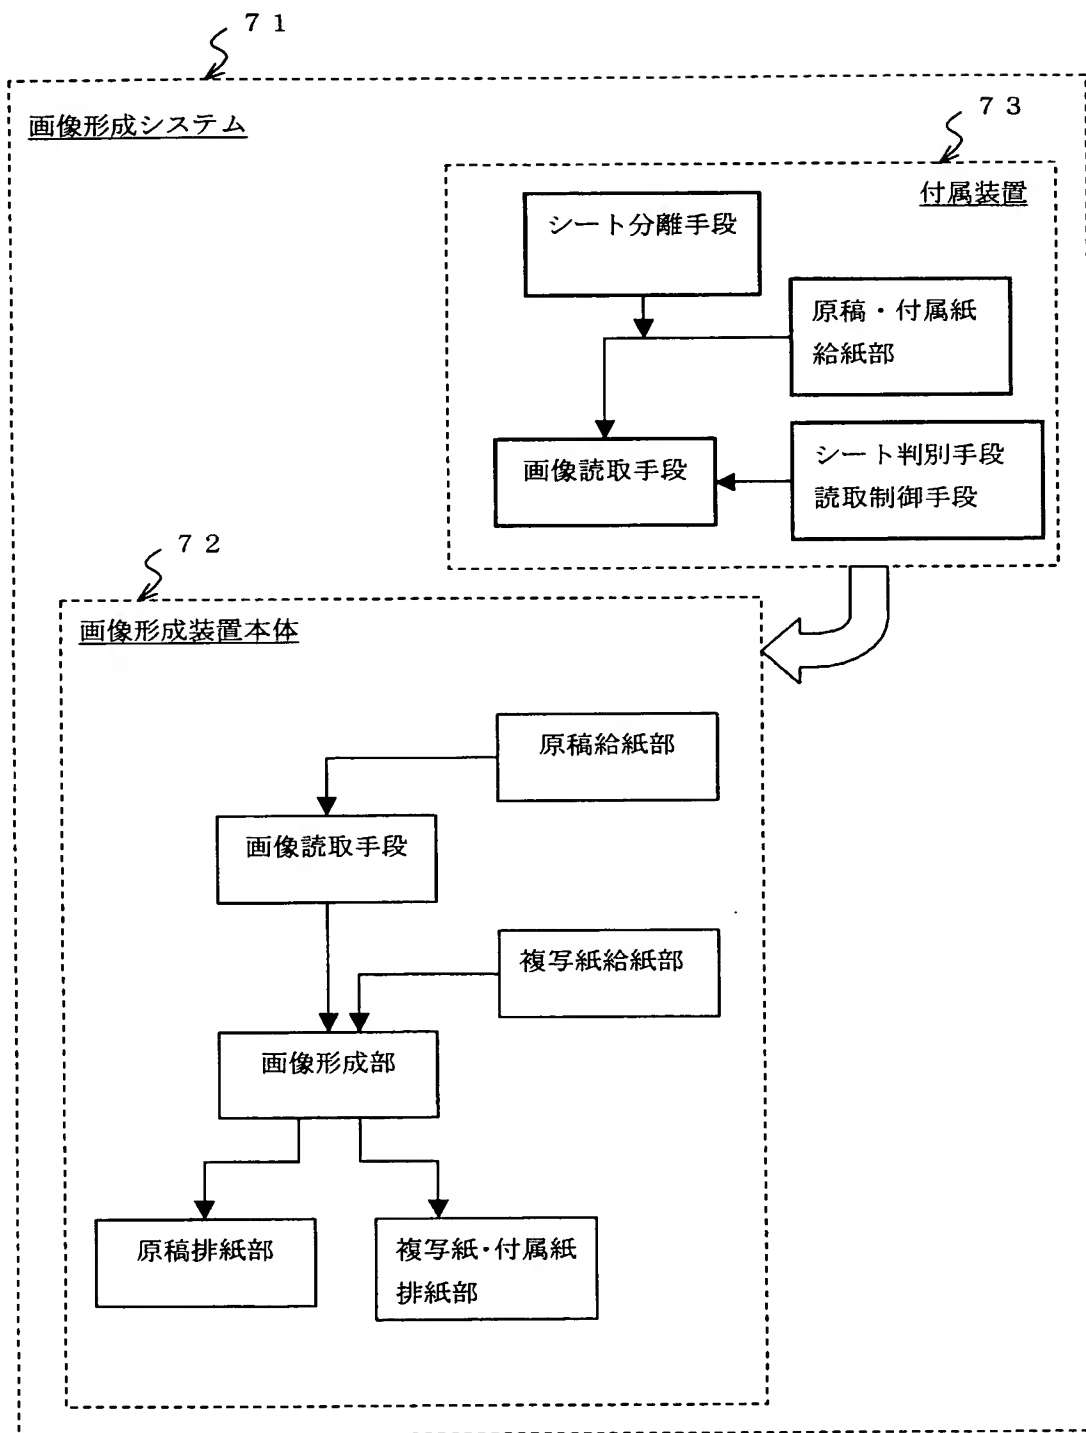 ７１
画像形成システム
７３
付属装置
シート分離手段
原稿・付属紙
給紙部
画像読取手段
シート判別手段
読取制御手段
７２
画像形成装置本体
原稿給紙部
画像読取手段
複写紙給紙部
画像形成部
原稿排紙部
複写紙・付属紙
排紙部